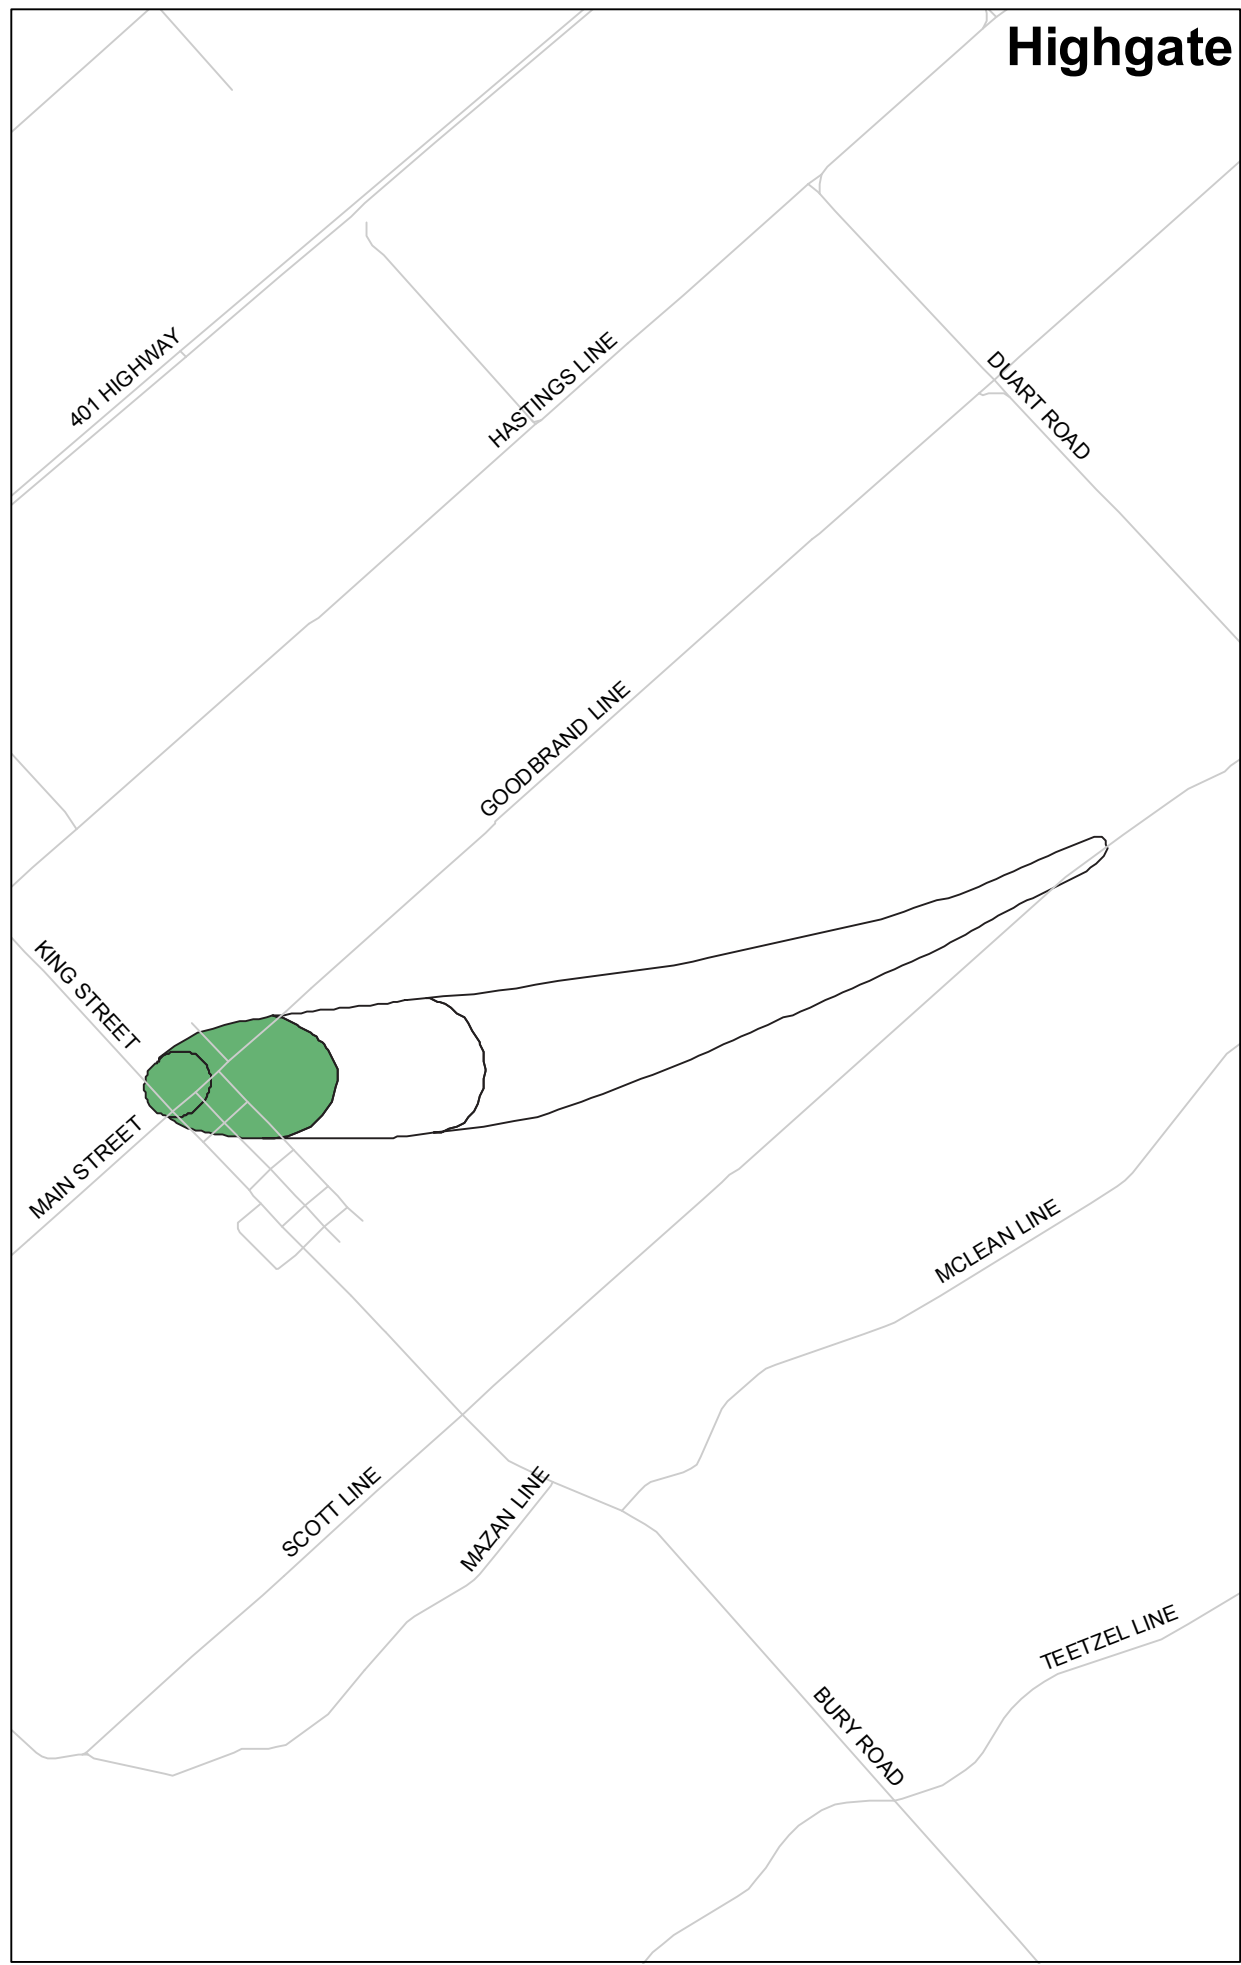 Highgate
401 HIGHWAY
HASTINGS LINE
DUART ROAD
GOODBRAND LINE
KING STREET
MAIN STREET
MCLEAN LINE
SCOTT LINE
MAZAN LINE
TEETZEL LINE
BURY ROAD